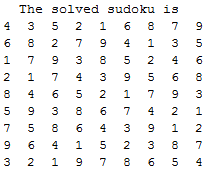 The solved sudoku is
4 3 5 2 1 6 8 7 9
6 8 2 7 9 4 1 3 5
1 7 9 3 8 5 2 4 6
2 1 7 4 3 9 5 6 8
8 4 6 5 2 1 7 9 3
5 9 3 8 6 7 4 2 1
7 5 8 6 4 3 9 1 2
9 6 4 1 5 2 3 8 7
3 2 1 9 7 8 6 5 4